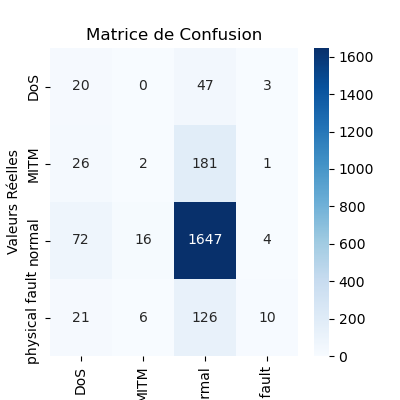 Matrice de Confusion
Valeurs Réelles
DoS
20 0 47 3
MITM
26 2 181 1
normal
72 16 1647 4
physical fault
21 6 126 10
DoS
MITM
rmal
fault
1600
1400
1200
1000
800
600
400
200
0